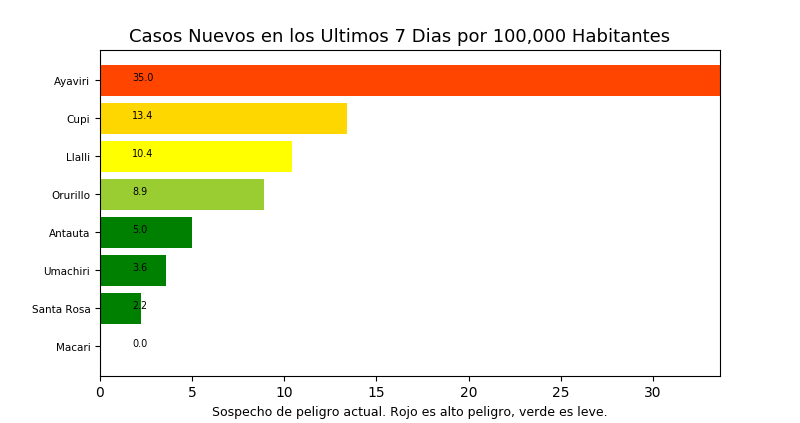 Casos Nuevos en los Ultimos 7 Dias por 100,000 Habitantes
Ayaviri 35.0
Cupi 13.4
Llalli 10.4
Orurillo 8.9
Antauta 5.0
Umachiri 3.6
Santa Rosa 2.2
Macari 0.0
0 5 10 15 20 25 30
Sospecho de peligro actual. Rojo es alto peligro, verde es leve.